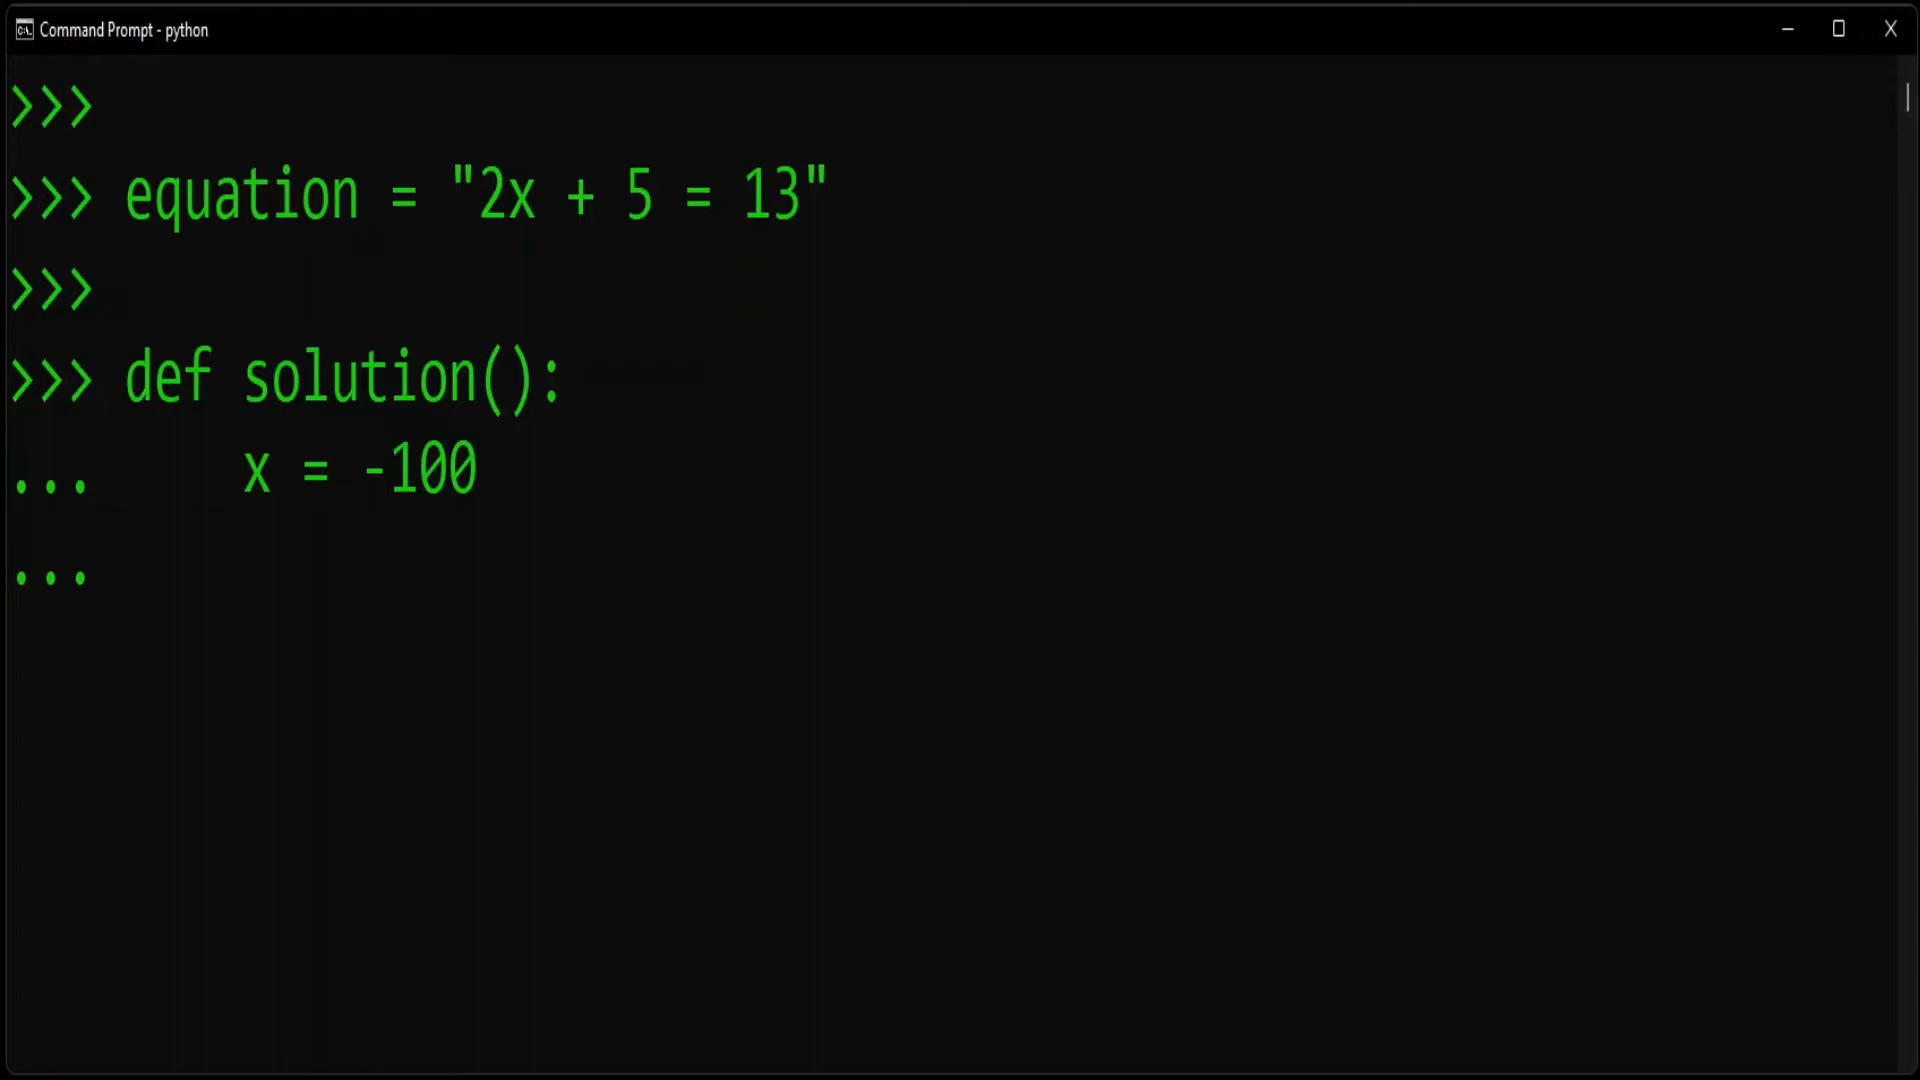 Command Prompt - python
>>>
>>> equation = "2x + 5 = 13"
>>>
>>> def solution():
...     x = -100
...